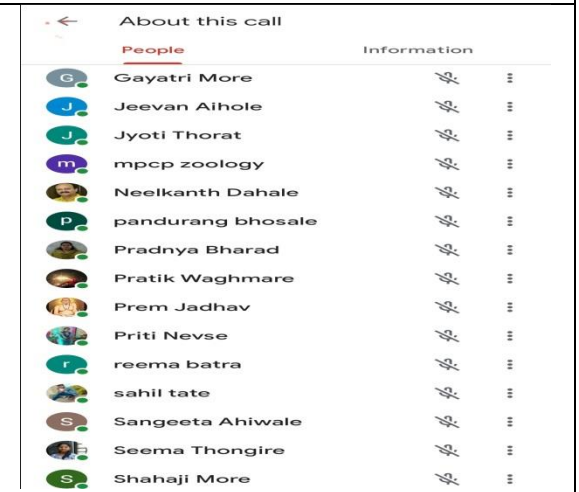 About this call
People Information
G Gayatri More
J Jeevan Aihole
J Jyoti Thorat
m mpcp zoology
Neelkanth Dahale
p pandurang bhosale
Pradnya Bharad
Pratik Waghmare
Prem Jadhav
Priti Nevse
r reema batra
sahil tate
S Sangeeta Ahiwale
Seema Thongire
S Shahaji More